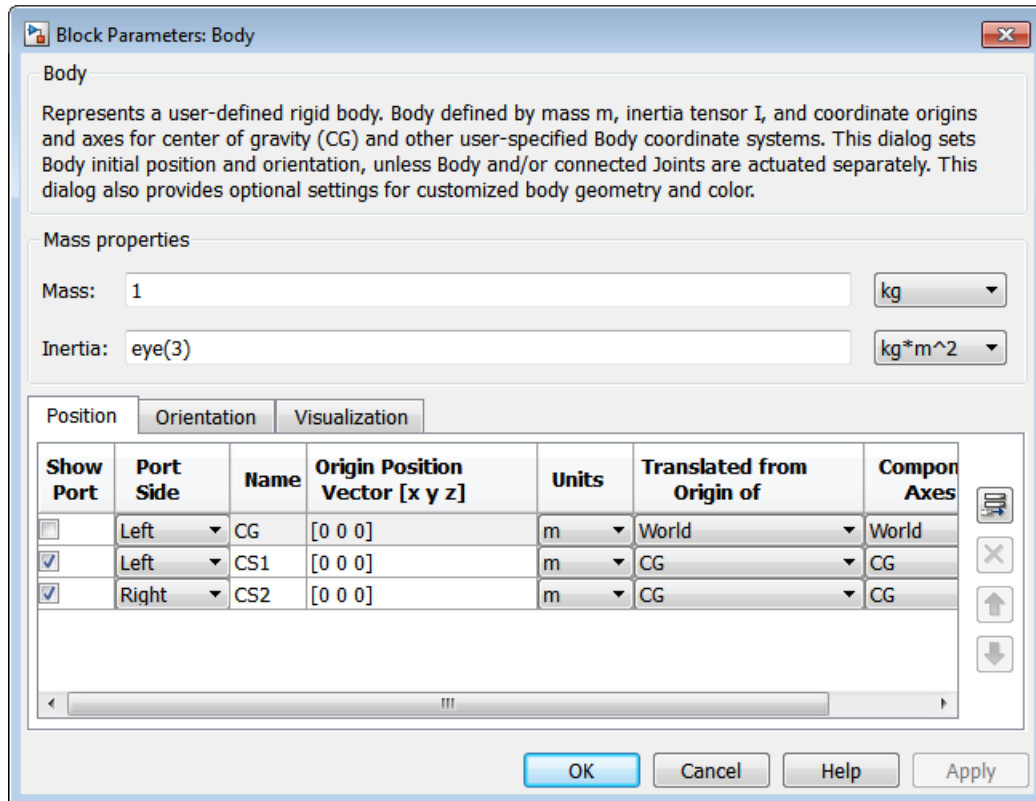 Block Parameters: Body
Body
Represents a user-defined rigid body. Body defined by mass m, inertia tensor I, and coordinate origins
and axes for center of gravity (CG) and other user-specified Body coordinate systems. This dialog sets
Body initial position and orientation, unless Body and/or connected Joints are actuated separately. This
dialog also provides optional settings for customized body geometry and color.
Mass properties
Mass: 1 kg
Inertia: eye(3) kg*m^2
Position Orientation Visualization
Show Port Translated from Origin Position Compon
Port Side Name Vector [x y z] Units Origin of Axes
Left CG [0 0 0] m World World
Left CS1 [0 0 0] m CG CG
Right CS2 [0 0 0] m CG CG
OK Cancel Help Apply